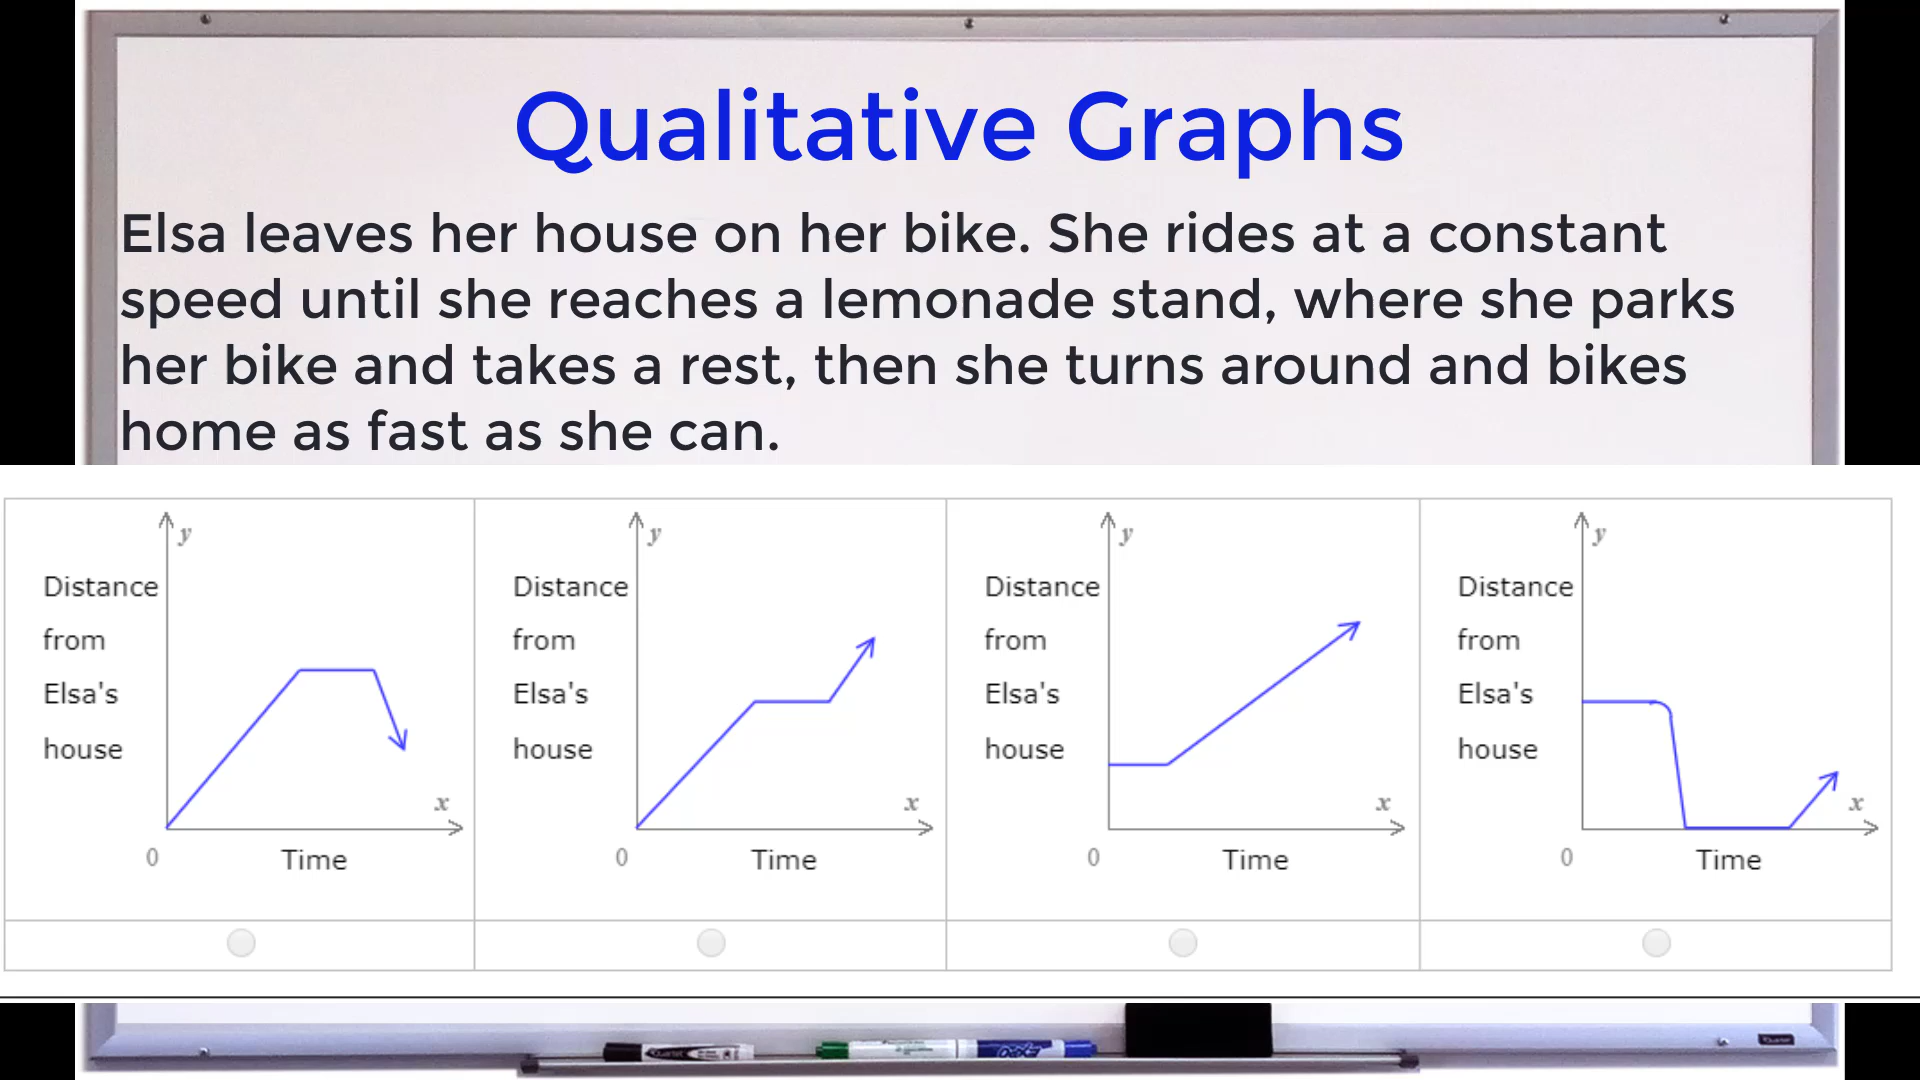 Qualitative Graphs
Elsa leaves her house on her bike. She rides at a constant
speed until she reaches a lemonade stand, where she parks
her bike and takes a rest, then she turns around and bikes
home as fast as she can.
y
Distance
from
Elsa's
house
x
0
Time
y
Distance
from
Elsa's
house
x
0
Time
y
Distance
from
Elsa's
house
x
0
Time
y
Distance
from
Elsa's
house
x
0
Time
Quartet
EXPO
Quartet